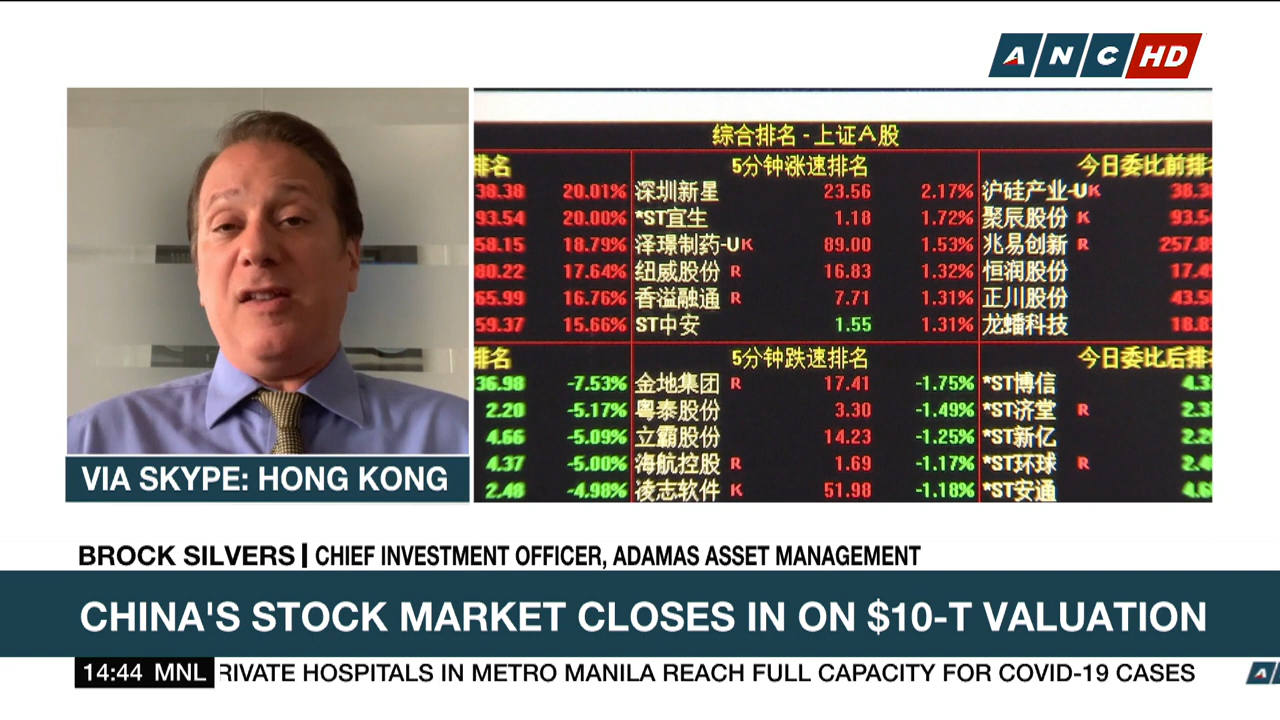 ANC HD
综合排名 - 上证A股
排名 5分钟涨速排名 今日委比前排
38.38 20.01% 深圳新星 23.56 2.17% 沪硅产业-UK 38.3
93.54 20.00% *ST宜生 1.18 1.72% 聚辰股份 K 93.5
58.15 18.79% 泽璟制药-UK 89.00 1.53% 兆易创新 R 257.8
80.22 17.64% 纽威股份 R 16.83 1.32% 恒润股份 17.4
65.99 16.76% 香溢融通 R 7.71 1.31% 正川股份 43.5
59.37 15.66% ST中安 1.55 1.31% 龙蟠科技 18.8
排名 5分钟跌速排名 今日委比后排
36.98 -7.53% 金地集团 R 17.41 -1.75% *ST博信 4.3
2.20 -5.17% 粤泰股份 3.30 -1.49% *ST济堂 R 2.3
4.66 -5.09% 立霸股份 14.23 -1.25% *ST新亿 2.2
4.37 -5.00% 海航控股 R 1.69 -1.17% *ST环球 R 2.4
2.48 -4.98% 凌志软件 K 51.98 -1.18% *ST安通 4.6
VIA SKYPE: HONG KONG
BROCK SILVERS | CHIEF INVESTMENT OFFICER, ADAMAS ASSET MANAGEMENT
CHINA'S STOCK MARKET CLOSES IN ON $10-T VALUATION
14:44 MNL RIVATE HOSPITALS IN METRO MANILA REACH FULL CAPACITY FOR COVID-19 CASES